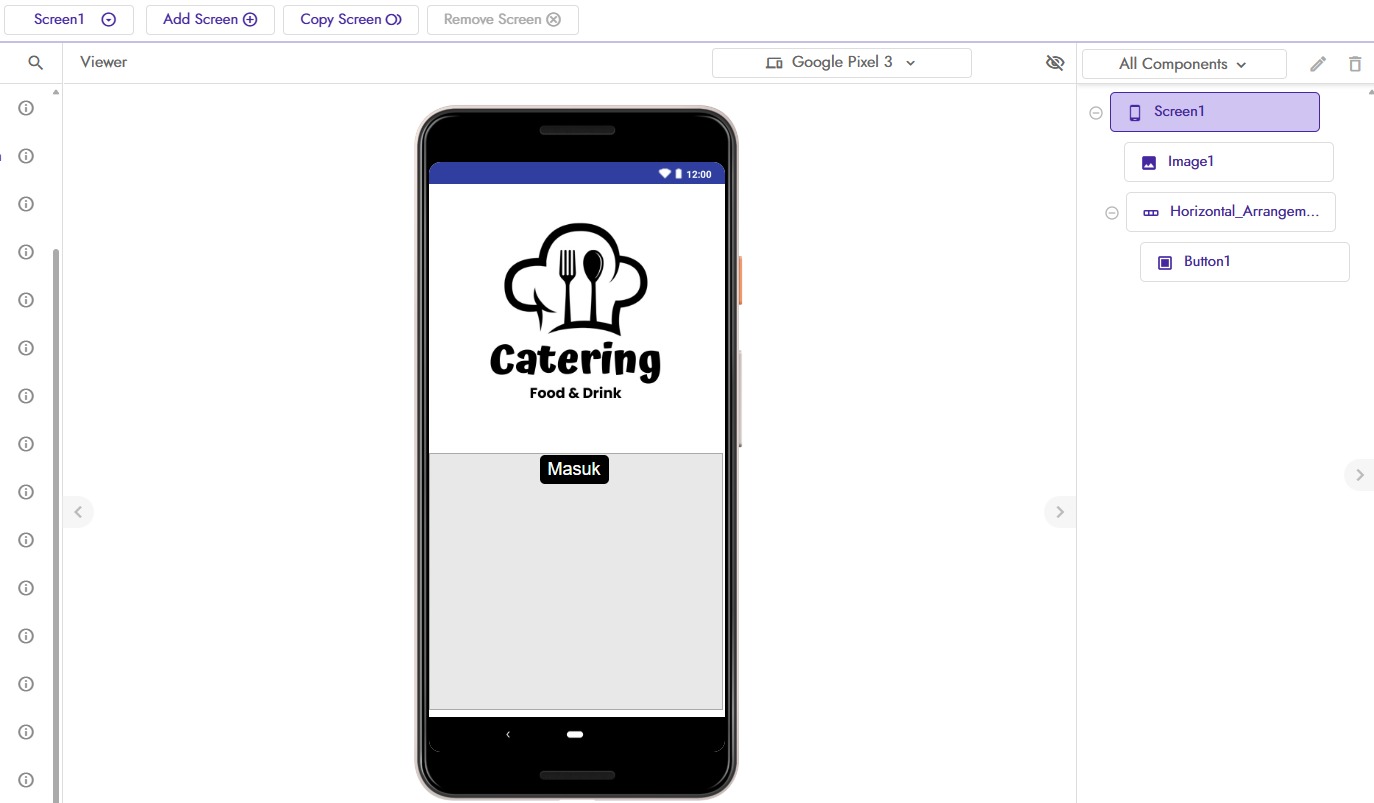 Screen1
Add Screen
Copy Screen
Remove Screen
Viewer
Google Pixel 3
All Components
Screen1
Image1
Horizontal_Arrangem...
Button1
12:00
Catering
Food & Drink
Masuk